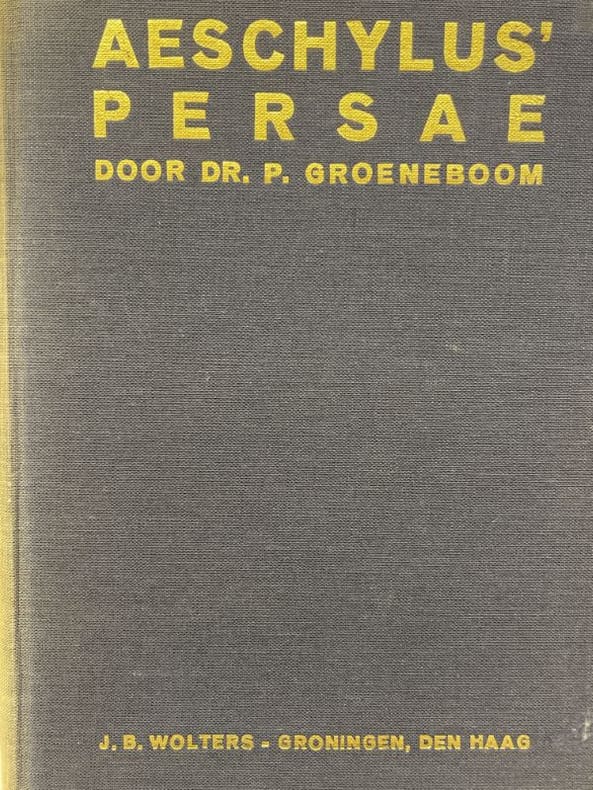 AESCHYLUS'
PERSAE
DOOR DR. P. GROENEBOOM
J. B. WOLTERS - GRONINGEN, DEN HAAG